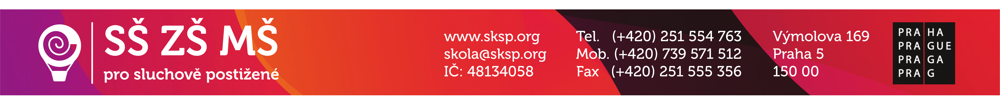 SŠ ZŠ MŠ
pro sluchově postižené
www.sksp.org
skola@sksp.org
IČ: 48134058
Tel. (+420) 251 554 763
Mob. (+420) 739 571 512
Fax (+420) 251 555 356
Výmolova 169
Praha 5
150 00
PRA HA
PRA GUE
PRA GA
PRA G